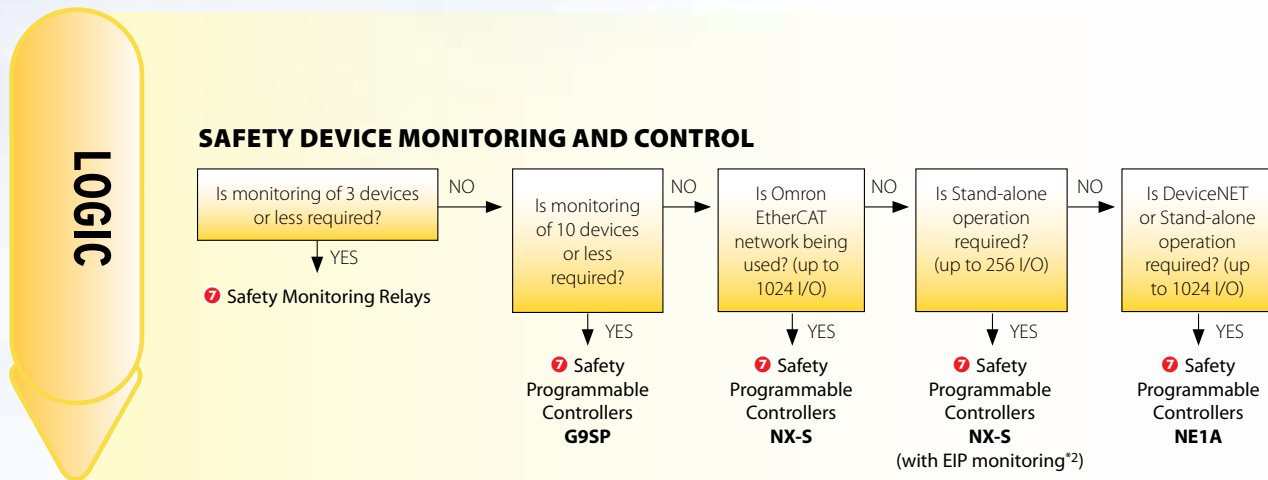 LOGIC
SAFETY DEVICE MONITORING AND CONTROL
Is monitoring of 3 devices
or less required?
NO
YES
7 Safety Monitoring Relays
Is monitoring
of 10 devices
or less
required?
NO
YES
7 Safety
Programmable
Controllers
G9SP
Is Omron
EtherCAT
network being
used? (up to
1024 I/O)
NO
YES
7 Safety
Programmable
Controllers
NX-S
Is Stand-alone
operation
required?
(up to 256 I/O)
NO
YES
7 Safety
Programmable
Controllers
NX-S
(with EIP monitoring*2)
Is DeviceNET
or Stand-alone
operation
required? (up
to 1024 I/O)
YES
7 Safety
Programmable
Controllers
NE1A